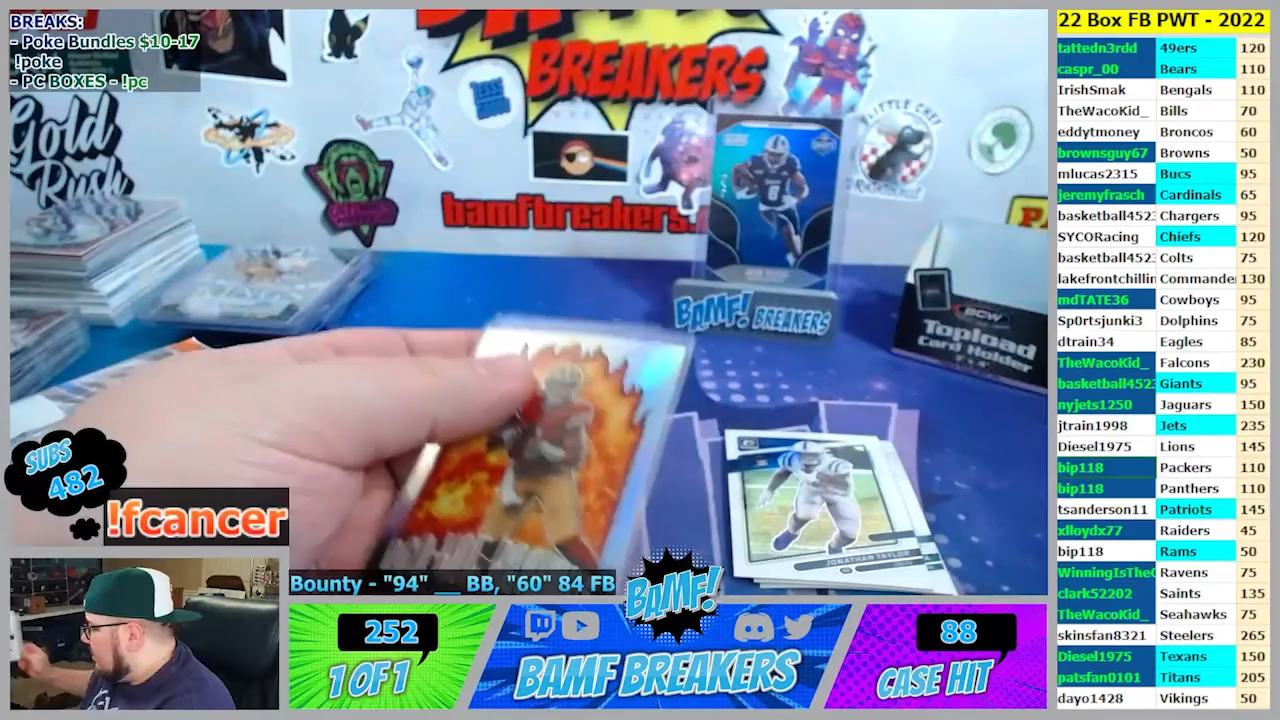 BREAKS:
- Poke Bundles $10-17
!poke
- PC BOXES - !pc
Gold
Rush
BREAKERS
bamfbreakers.
BAMF! BREAKERS
BCW
Topload
Card Holder
JONATHAN TAYLOR
SUBS
482
!fcancer
Bounty - "94" __ BB, "60" 84 FB
BAMF!
252
1 OF 1
BAMF BREAKERS
88
CASE HIT
22 Box FB PWT - 2022
tattedn3rdd 49ers 120
caspr_00 Bears 110
IrishSmak Bengals 110
TheWacoKid_ Bills 70
eddytmoney Broncos 60
brownsguy67 Browns 50
mlucas2315 Bucs 95
jeremyfrasch Cardinals 65
basketball4523 Chargers 95
SYCORacing Chiefs 120
basketball4523 Colts 75
lakefrontchillin Commande 130
mdTATE36 Cowboys 95
Sp0rtsjunki3 Dolphins 75
dtrain34 Eagles 85
TheWacoKid_ Falcons 230
basketball4523 Giants 95
nyjets1250 Jaguars 150
jtrain1998 Jets 235
Diesel1975 Lions 145
bip118 Packers 110
bip118 Panthers 110
tsanderson11 Patriots 145
xlloydx77 Raiders 45
bip118 Rams 50
WinningIsTheO Ravens 75
clark52202 Saints 135
TheWacoKid_ Seahawks 75
skinsfan8321 Steelers 265
Diesel1975 Texans 150
patsfan0101 Titans 205
dayo1428 Vikings 50